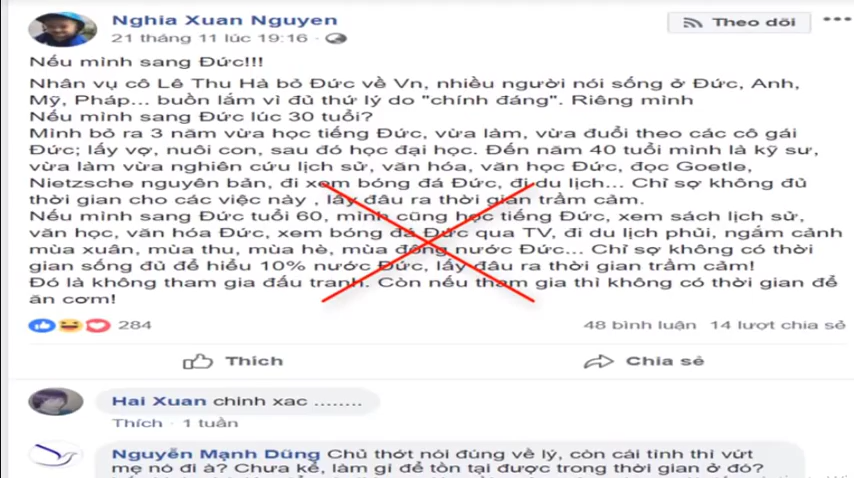 Nghia Xuan Nguyen
Theo dõi
21 tháng 11 lúc 19:16 ·
Nếu mình sang Đức!!!
Nhân vụ cô Lê Thu Hà bỏ Đức về Vn, nhiều người nói sống ở Đức, Anh,
Mỹ, Pháp... buồn lắm vì đủ thứ lý do "chính đáng". Riêng mình
Nếu mình sang Đức lúc 30 tuổi?
Mình bỏ ra 3 năm vừa học tiếng Đức, vừa làm, vừa đuổi theo các cô gái
Đức; lấy vợ, nuôi con, sau đó học đại học. Đến năm 40 tuổi mình là kỹ sư,
vừa làm vừa nghiên cứu lịch sử, văn hóa, văn học Đức, đọc Goetle,
Nietzsche nguyên bản, đi xem bóng đá Đức, đi du lịch... Chỉ sợ không đủ
thời gian cho các việc này , lấy đâu ra thời gian trầm cảm.
Nếu mình sang Đức tuổi 60, mình cũng học tiếng Đức, xem sách lịch sử,
văn học, văn hóa Đức, xem bóng đá Đức qua TV, đi du lịch phủi, ngắm cảnh
mùa xuân, mùa thu, mùa hè, mùa đông nước Đức... Chỉ sợ không có thời
gian sống đủ để hiểu 10% nước Đức, lấy đâu ra thời gian trầm cảm!
Đó là không tham gia đấu tranh. Còn nếu tham gia thì không có thời gian để
ăn cơm!
284
48 bình luận 14 lượt chia sẻ
Thích
Chia sẻ
Hai Xuan chinh xac ........
Thích · 1 tuần
Nguyễn Mạnh Dũng Chủ thớt nói đúng về lý, còn cái tình thì vứt
mẹ nó đi à? Chưa kể, làm gì để tồn tại được trong thời gian ở đó?